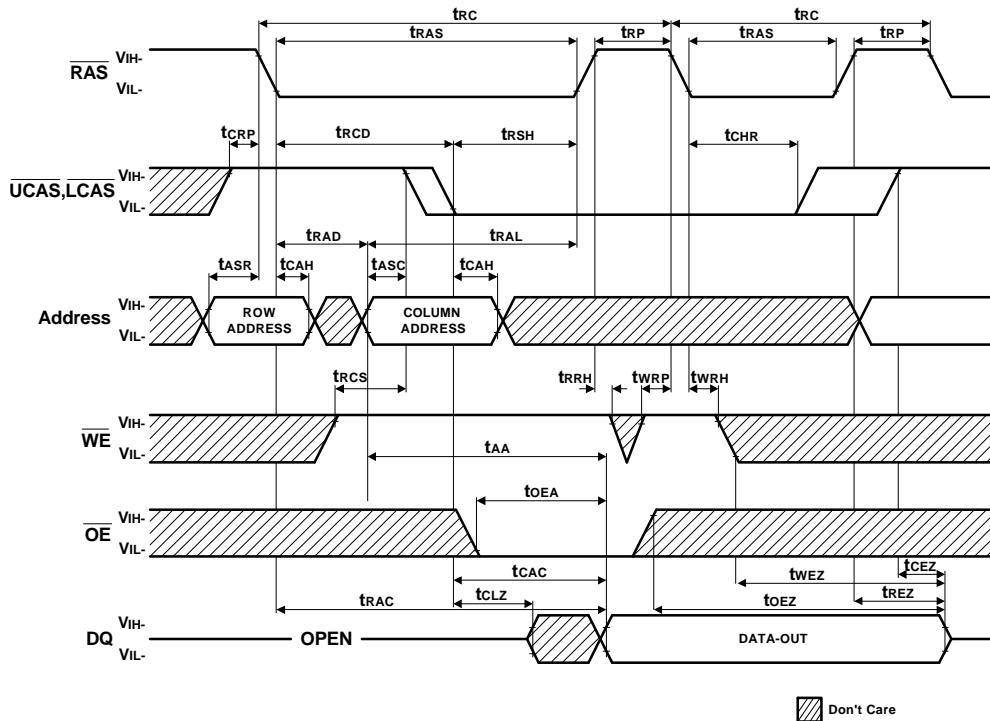 tRC tRC
tRAS tRP tRAS tRP
RAS
VIH-
VIL-
tCRP tRCD tRSH tCHR
UCAS,LCAS
VIH-
VIL-
tRAD tRAL
tASR tCAH tASC tCAH
Address
VIH-
VIL-
ROW ADDRESS
COLUMN ADDRESS
tRCS tRRH tWRP tWRH
WE
VIH-
VIL-
tAA
tOEA
OE
VIH-
VIL-
tCAC tWEZ tCEZ
tRAC tCLZ tOEZ tREZ
DQ
VIH-
VIL-
OPEN
DATA-OUT
Don't Care